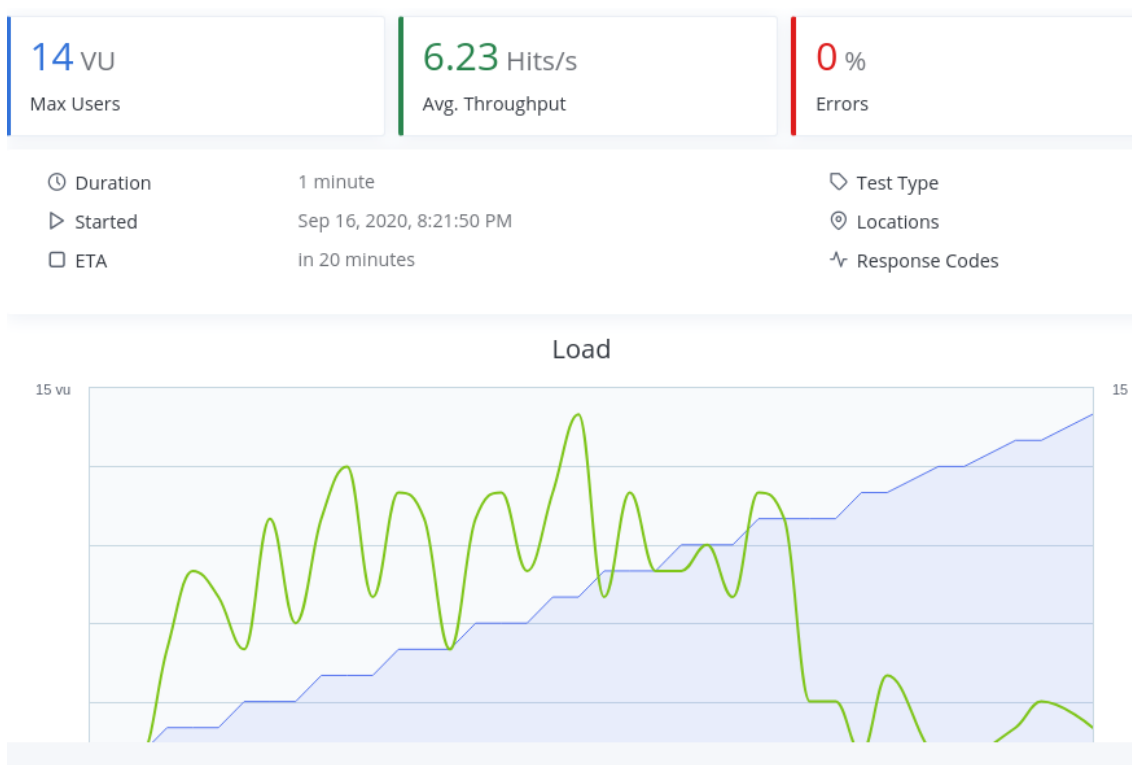 14 VU
Max Users
6.23 Hits/s
Avg. Throughput
0 %
Errors
Duration 1 minute
Started Sep 16, 2020, 8:21:50 PM
ETA in 20 minutes
Test Type
Locations
Response Codes
Load
15 vu
15